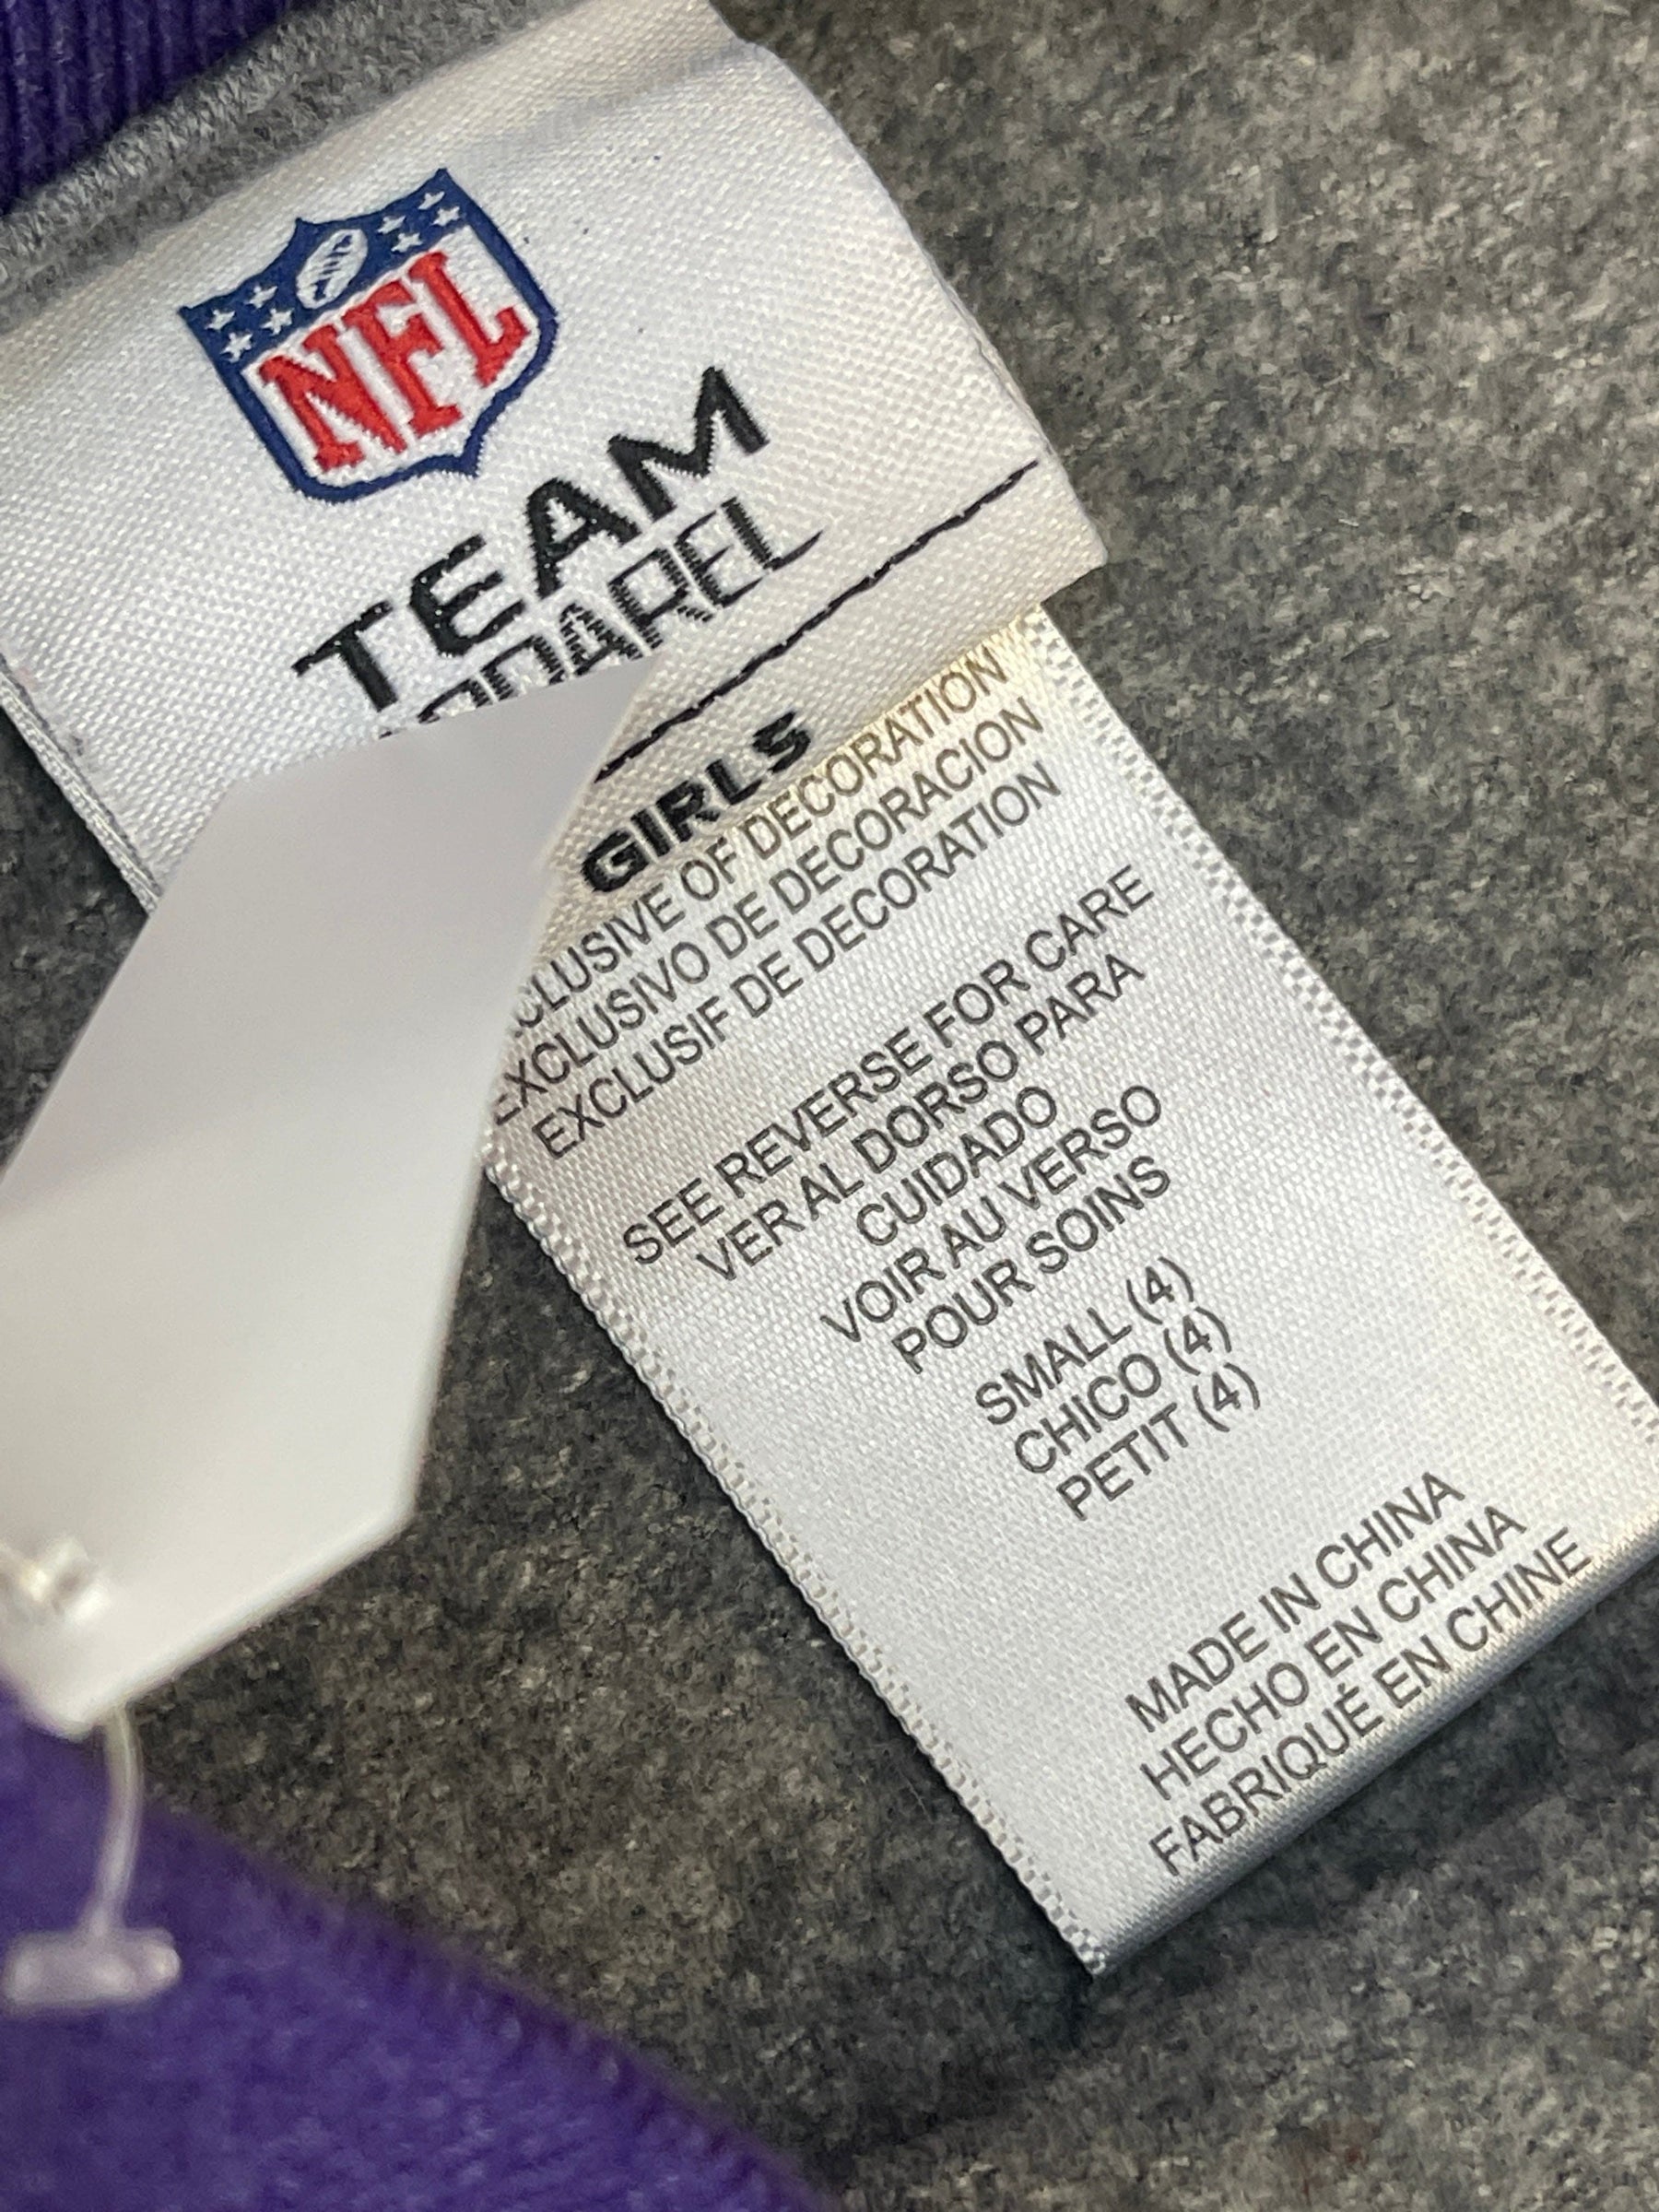 NFL
TEAM
APPAREL
GIRLS
EXCLUSIVE OF DECORATION
EXCLUSIVO DE DECORACION
EXCLUSIF DE DECORATION
SEE REVERSE FOR CARE
VER AL DORSO PARA
CUIDADO
VOIR AU VERSO
POUR SOINS
SMALL (4)
CHICO (4)
PETIT (4)
MADE IN CHINA
HECHO EN CHINA
FABRIQUÉ EN CHINE